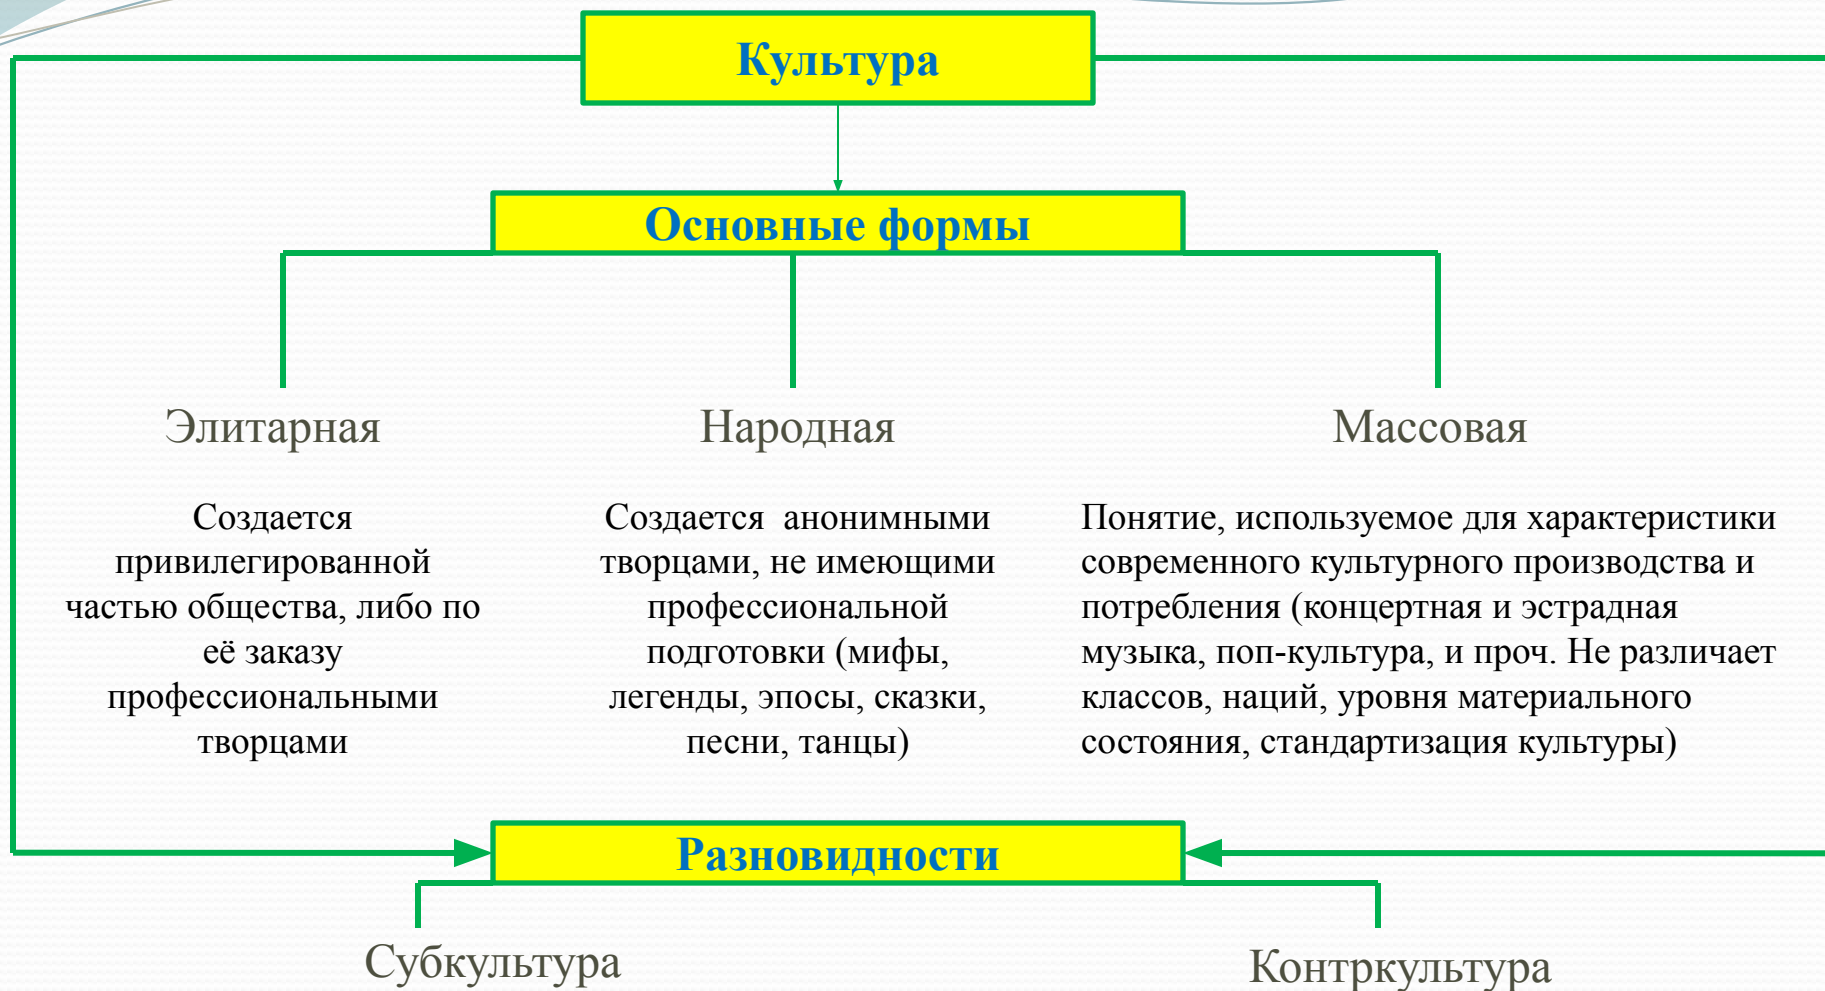 Культура
Основные формы
Элитарная
Народная
Массовая
Создается
привилегированной
частью общества, либо по
её заказу
профессиональными
творцами
Создается анонимными
творцами, не имеющими
профессиональной
подготовки (мифы,
легенды, эпосы, сказки,
песни, танцы)
Понятие, используемое для характеристики
современного культурного производства и
потребления (концертная и эстрадная
музыка, поп-культура, и проч. Не различает
классов, наций, уровня материального
состояния, стандартизация культуры)
Разновидности
Субкультура
Контркультура